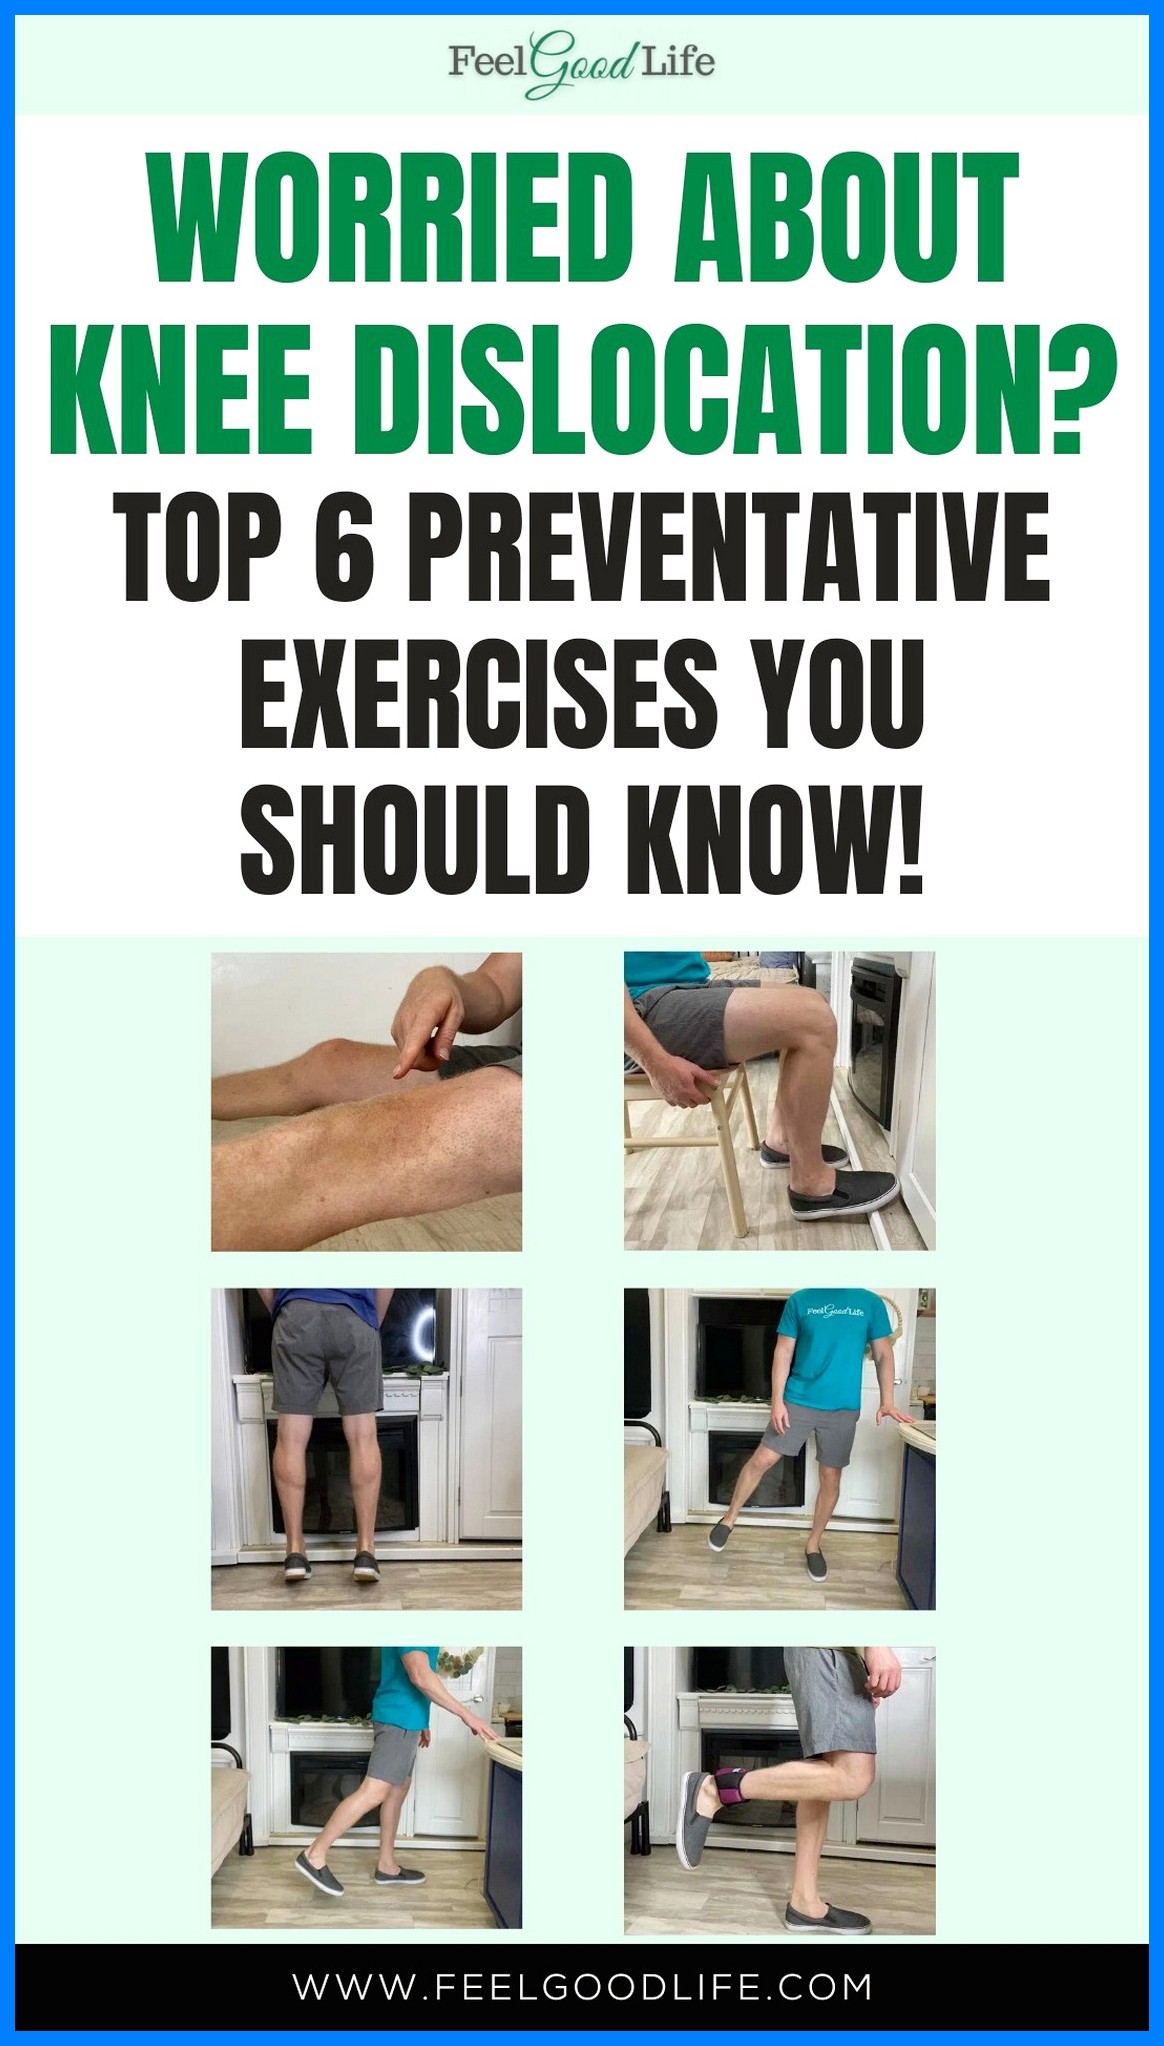 Feel Good Life
WORRIED ABOUT
KNEE DISLOCATION?
TOP 6 PREVENTATIVE
EXERCISES YOU
SHOULD KNOW!
Feel Good Life
WWW.FEELGOODLIFE.COM